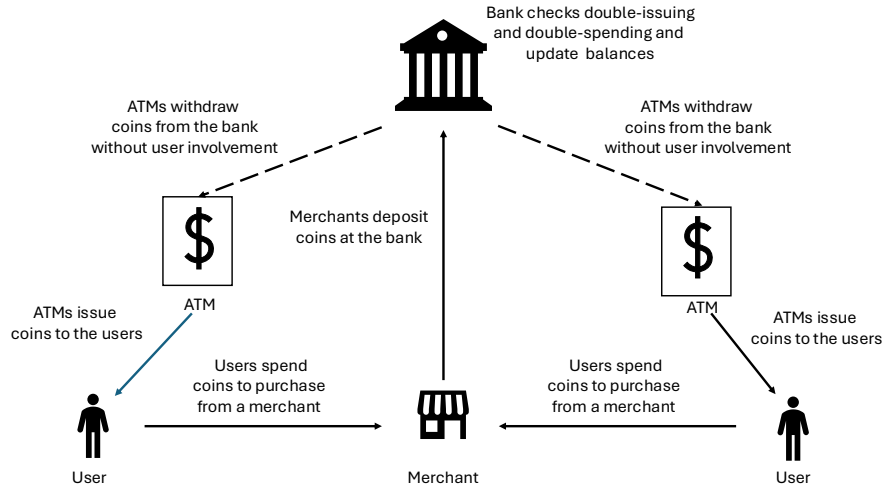 Bank checks double-issuing
and double-spending and
update balances
ATMs withdraw
coins from the bank
without user involvement
ATMs withdraw
coins from the bank
without user involvement
$
Merchants deposit
coins at the bank
$
ATM
ATM
ATMs issue
coins to the users
ATMs issue
coins to the users
Users spend
coins to purchase
from a merchant
Users spend
coins to purchase
from a merchant
User
Merchant
User